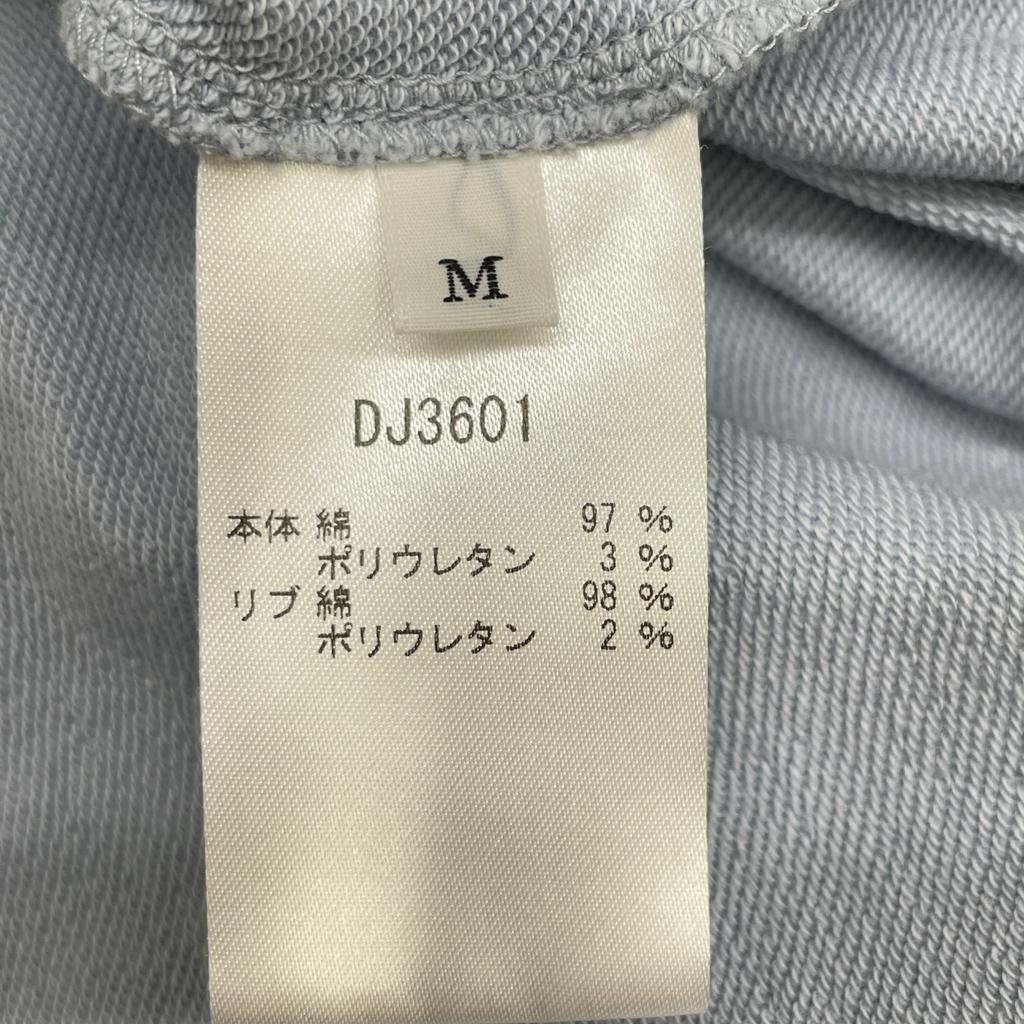 M
DJ3601
本体 綿 97 %
ポリウレタン 3 %
リブ 綿 98 %
ポリウレタン 2 %